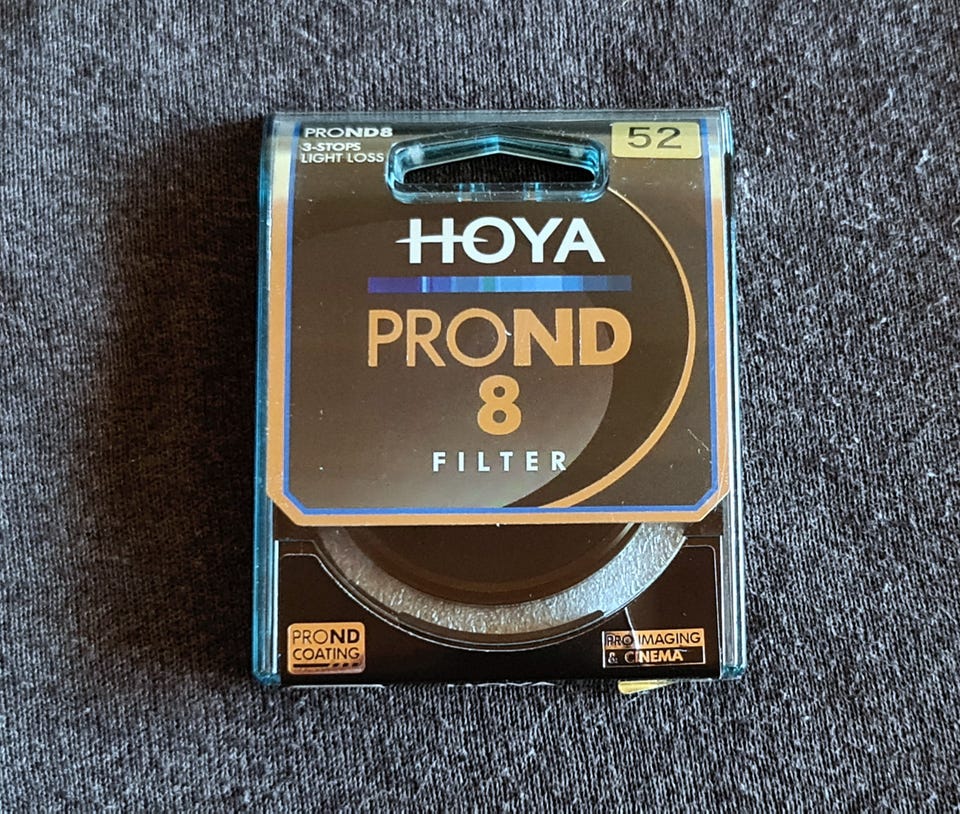 PROND8
3-STOPS
LIGHT LOSS
52
HOYA
PROND
8
FILTER
PROND
COATING
PRO IMAGING
& CINEMA